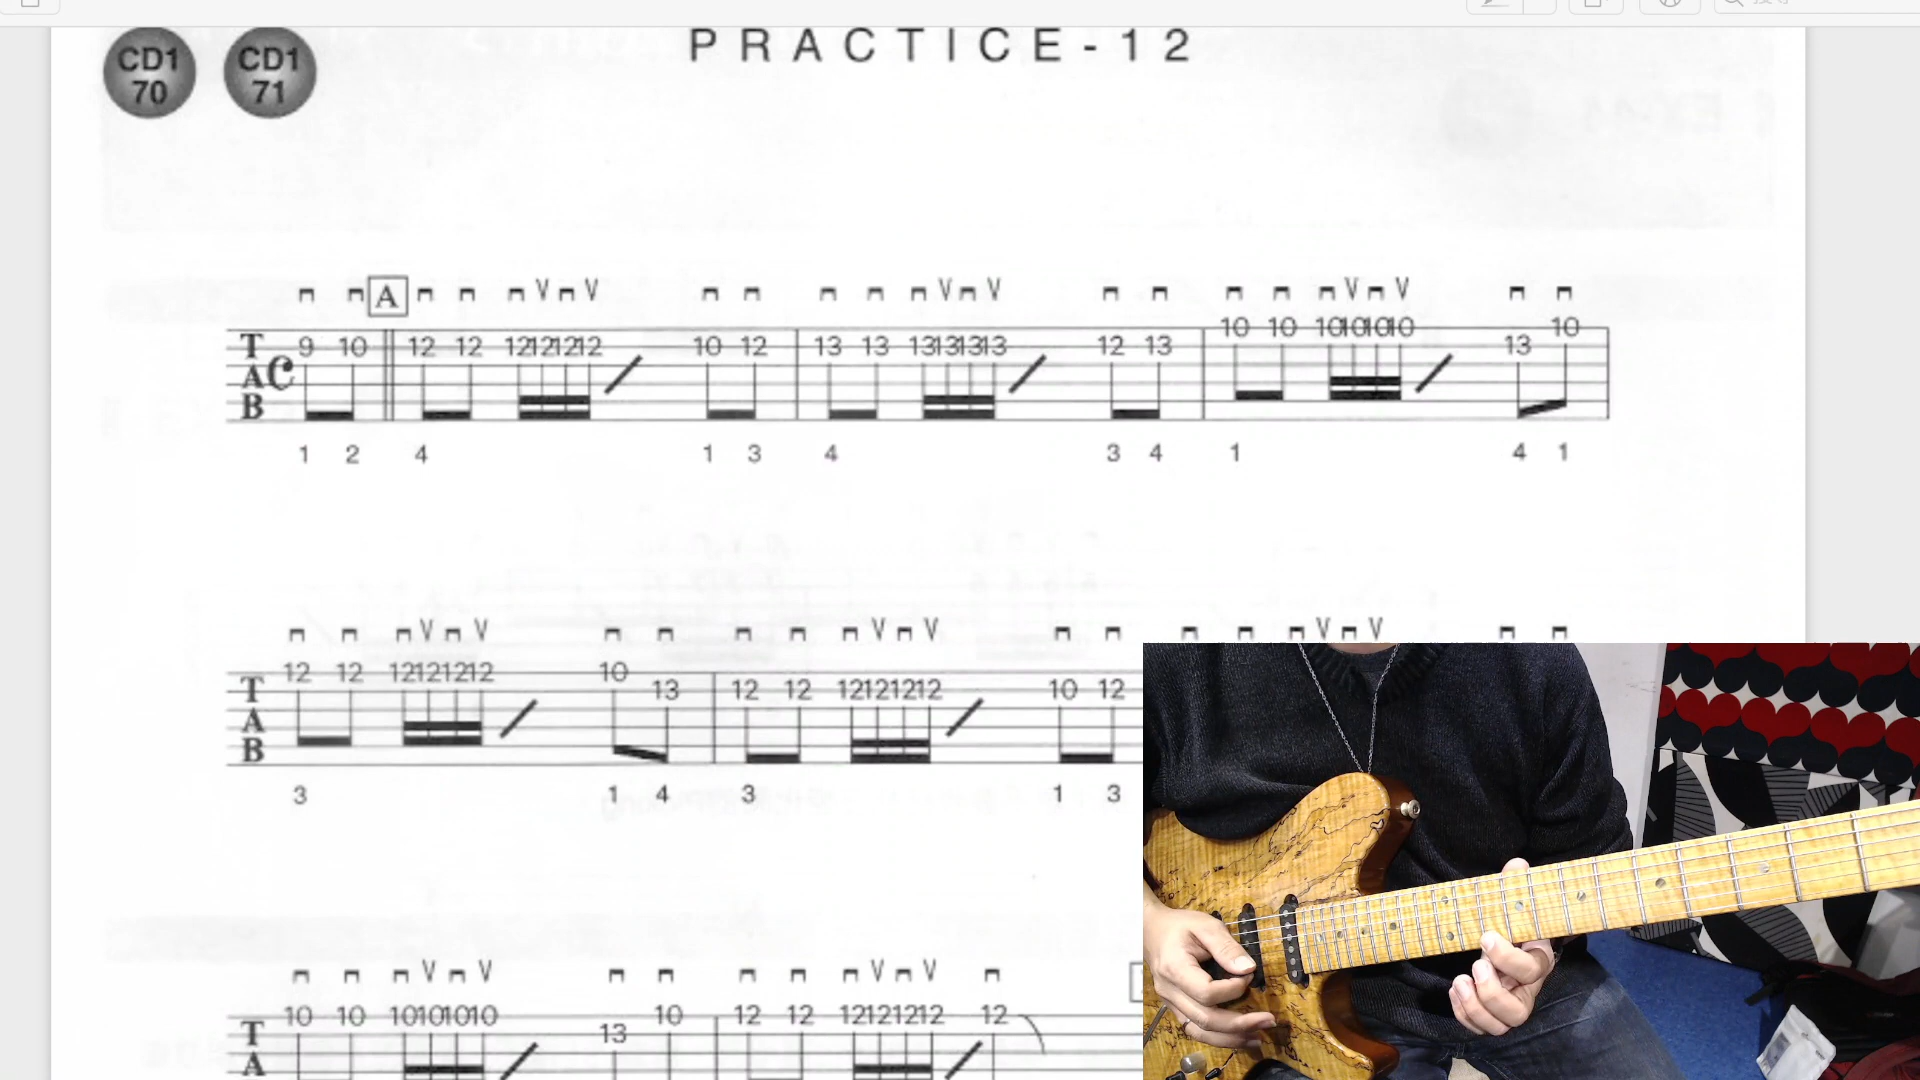 CD1 70
CD1 71
PRACTICE-12
A
10 10 10101010 10
TAB C 9 10 12 12 12121212 10 12 13 13 13131313 12 13 13
1 2 4 1 3 4 3 4 1 4 1
12 12 12121212 10
TAB 13 12 12 12121212 10 12
3 1 4 3 1 3
10 10 10101010 10 12 12 12121212 12
TA 13